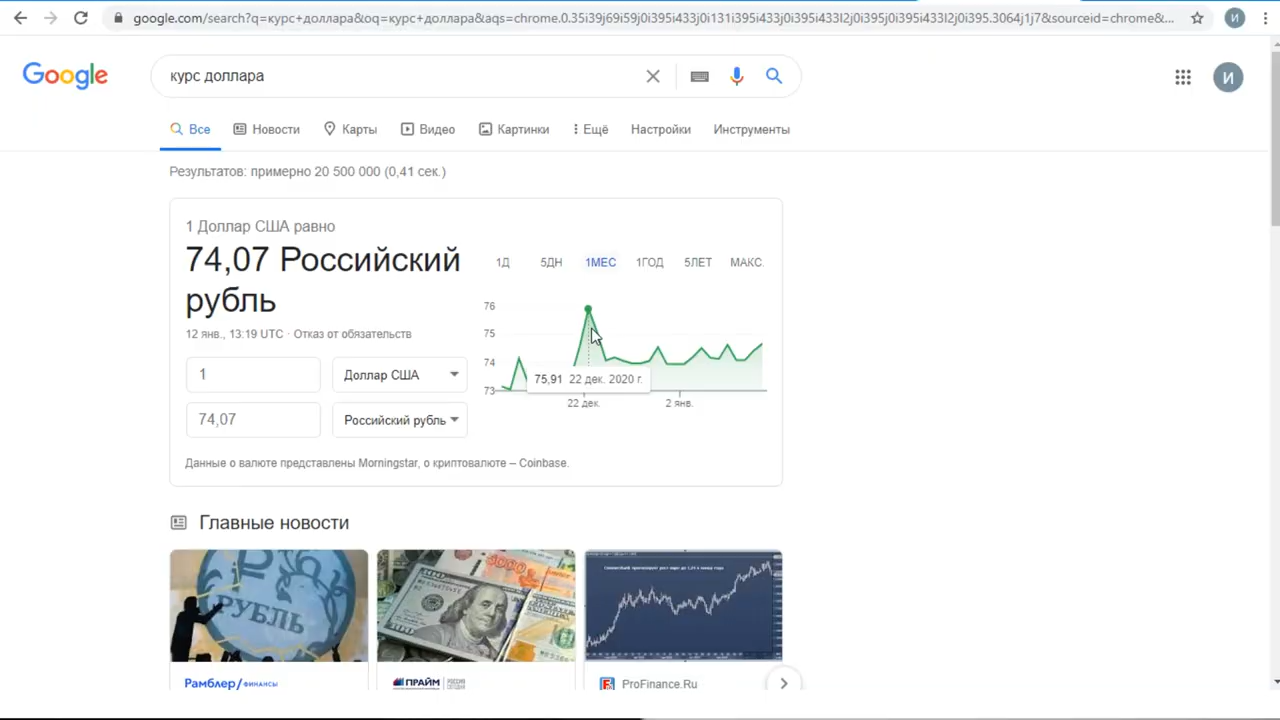 google.com/search?q=курс+доллара&oq=курс+доллара&aqs=chrome.0.35i39j69i59j0i395i433j0i131i395i433j0i395i433l2j0i395j0i395i433l2j0i395.3064j1j7&sourceid=chrome&...
И
Google
курс доллара
И
Все
Новости
Карты
Видео
Картинки
Ещё
Настройки
Инструменты
Результатов: примерно 20 500 000 (0,41 сек.)
1 Доллар США равно
74,07 Российский
рубль
12 янв., 13:19 UTC · Отказ от обязательств
1
Доллар США
74,07
Российский рубль
1Д
5ДН
1МЕС
1ГОД
5ЛЕТ
МАКС.
76
75
74
73
75,91 22 дек. 2020 г.
22 дек.
2 янв.
Данные о валюте представлены Morningstar, о криптовалюте – Coinbase.
Главные новости
РУБЛЬ
Рамблер/ФИНАНСЫ
ПРАЙМ РОССИЯ СЕГОДНЯ
ProFinance.Ru